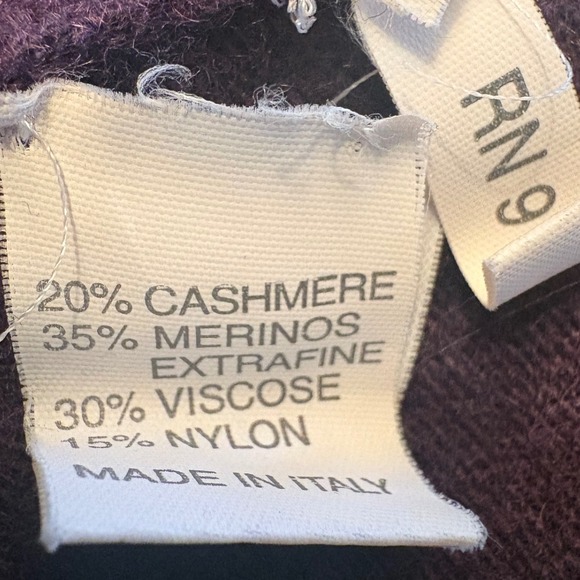 20% CASHMERE
35% MERINOS
EXTRAFINE
30% VISCOSE
15% NYLON
MADE IN ITALY
RN 9